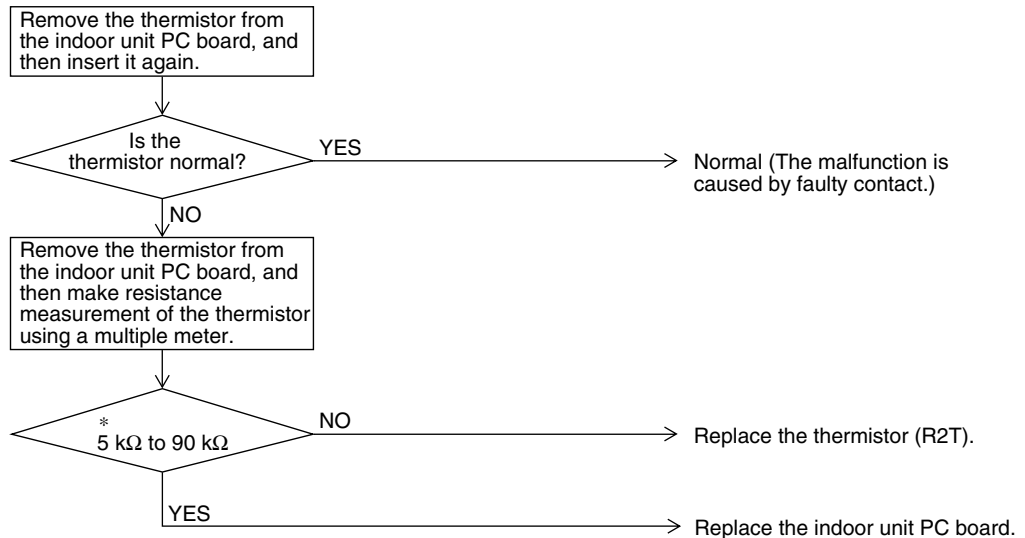 Remove the thermistor from
the indoor unit PC board, and
then insert it again.
Is the
thermistor normal?
YES
Normal (The malfunction is
caused by faulty contact.)
NO
Remove the thermistor from
the indoor unit PC board, and
then make resistance
measurement of the thermistor
using a multiple meter.
*
5 kΩ to 90 kΩ
NO
Replace the thermistor (R2T).
YES
Replace the indoor unit PC board.